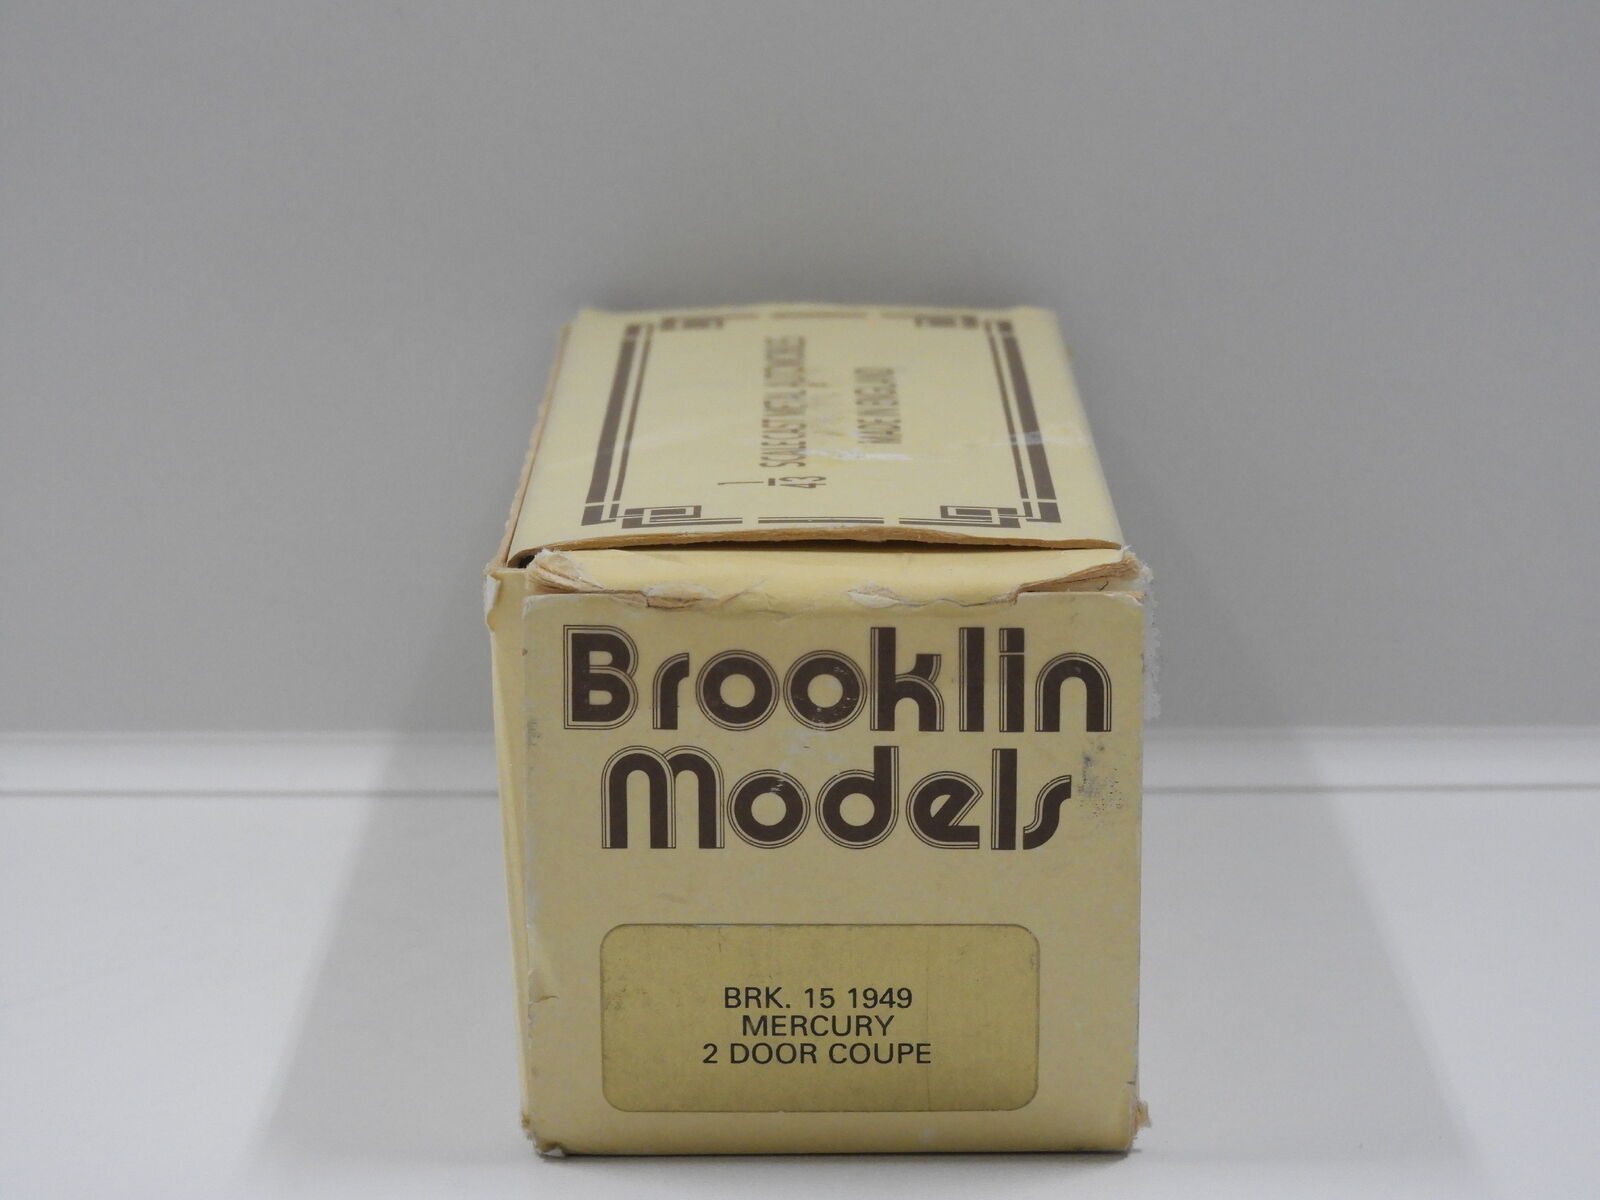 1
43 SCALE CAST METAL AUTOMOBILES
MADE IN ENGLAND
Brooklin
Models
BRK. 15 1949
MERCURY
2 DOOR COUPE